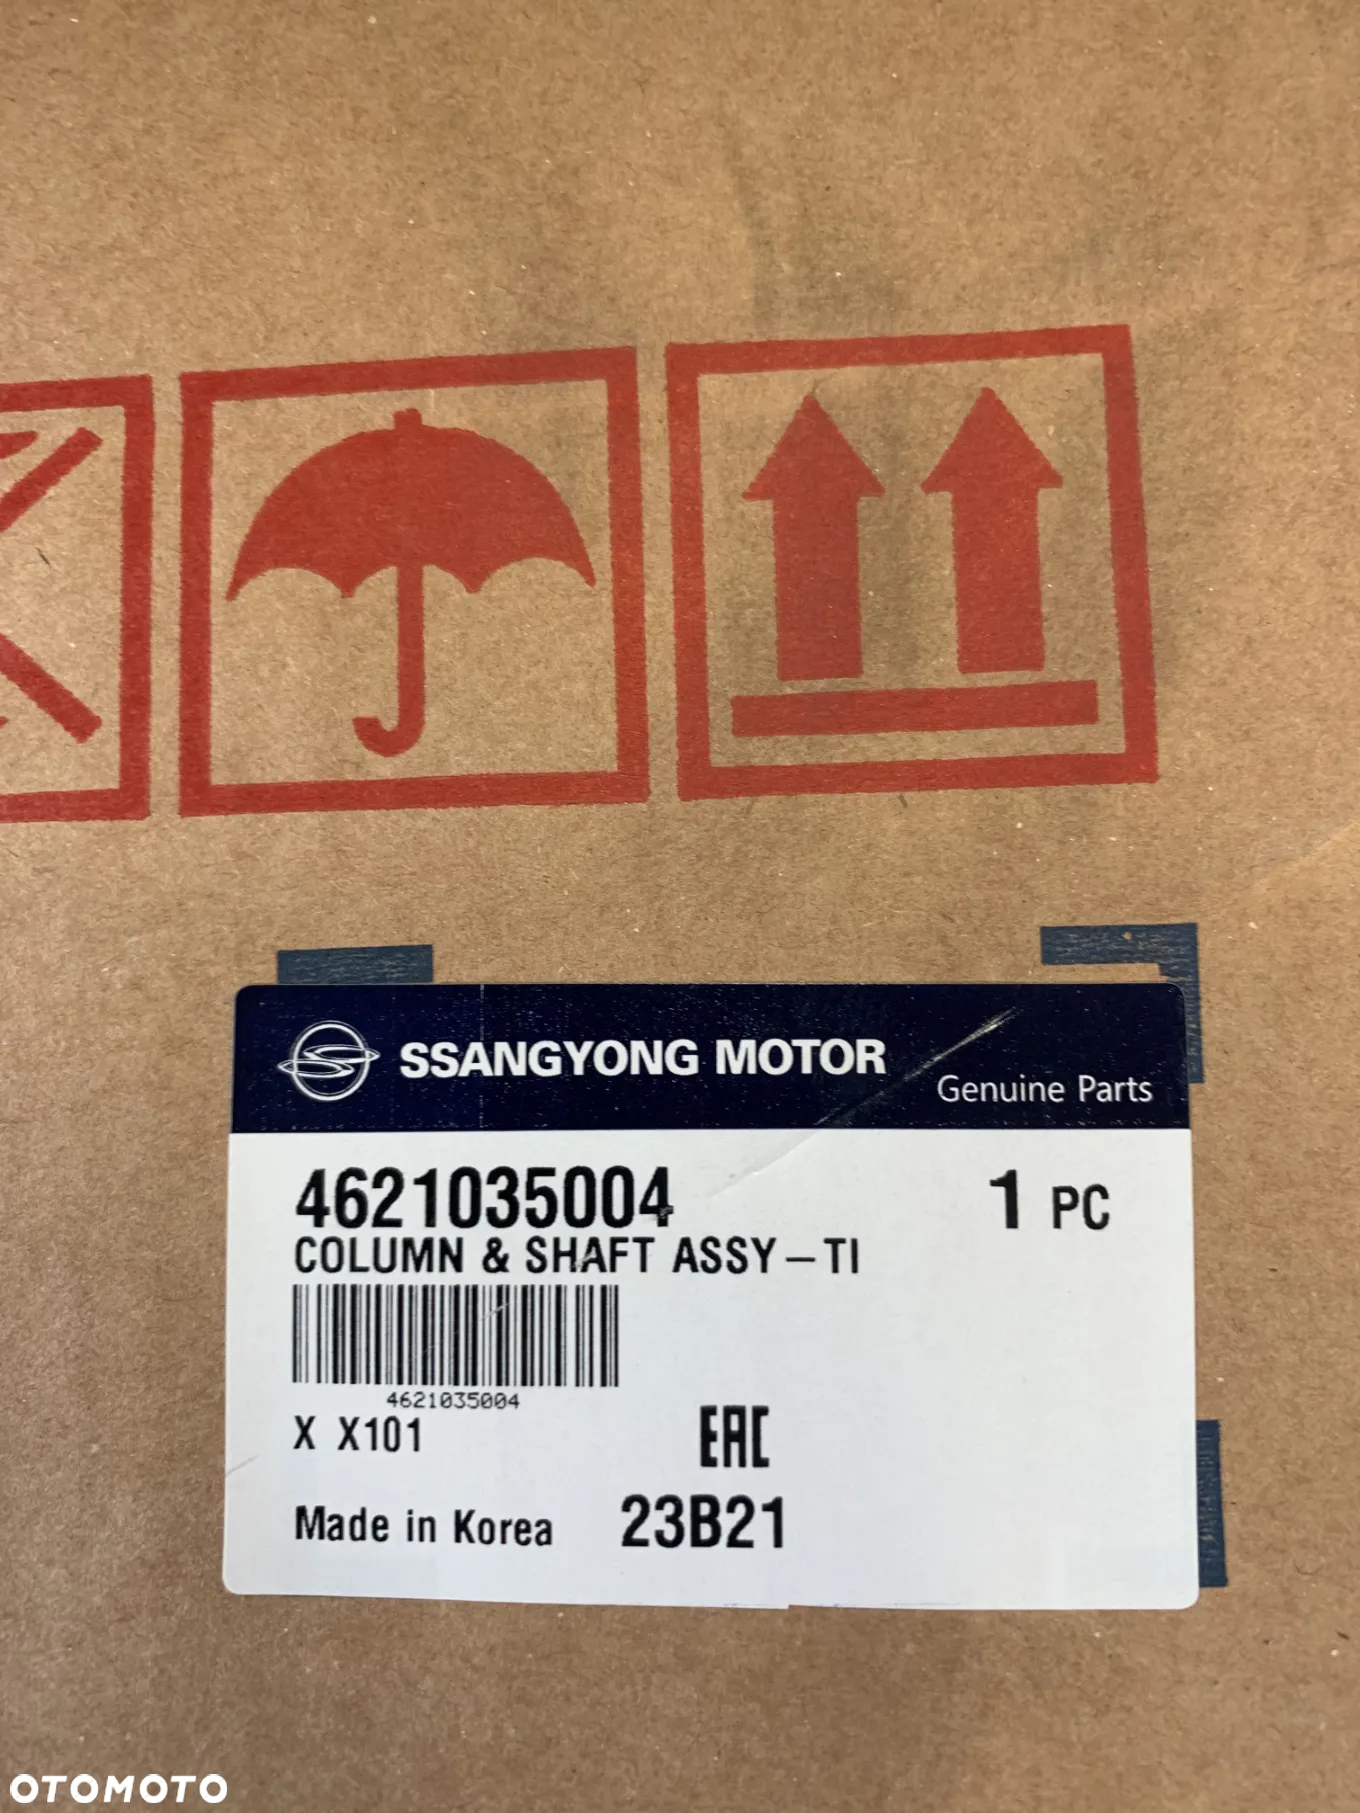 SSANGYONG MOTOR
Genuine Parts
4621035004 1 PC
COLUMN & SHAFT ASSY-TI
4621035004
X X101
EAC
Made in Korea 23B21
OTOMOTO